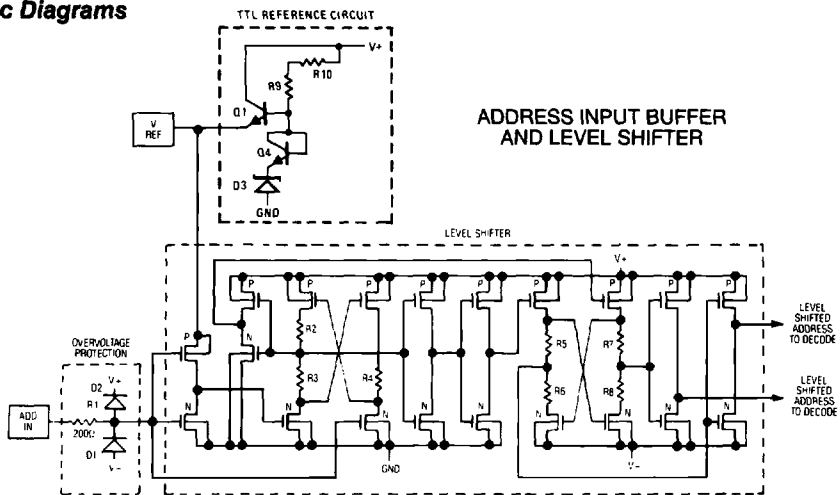 c Diagrams
TTL REFERENCE CIRCUIT
V+
R10
R9
Q1
V
REF
Q4
D3
GND
ADDRESS INPUT BUFFER
AND LEVEL SHIFTER
LEVEL SHIFTER
V+
P
P
P
P
P
P
P
P
P
P
N
R2
R5
R7
LEVEL
SHIFTED
ADDRESS
TO DECODE
OVERVOLTAGE
PROTECTION
D2
V+
R1
R3
R4
R6
R8
LEVEL
SHIFTED
ADDRESS
TO DECODE
ADD
IN
200Ω
D1
V-
N
N
N
N
N
N
N
N
N
GND
V-